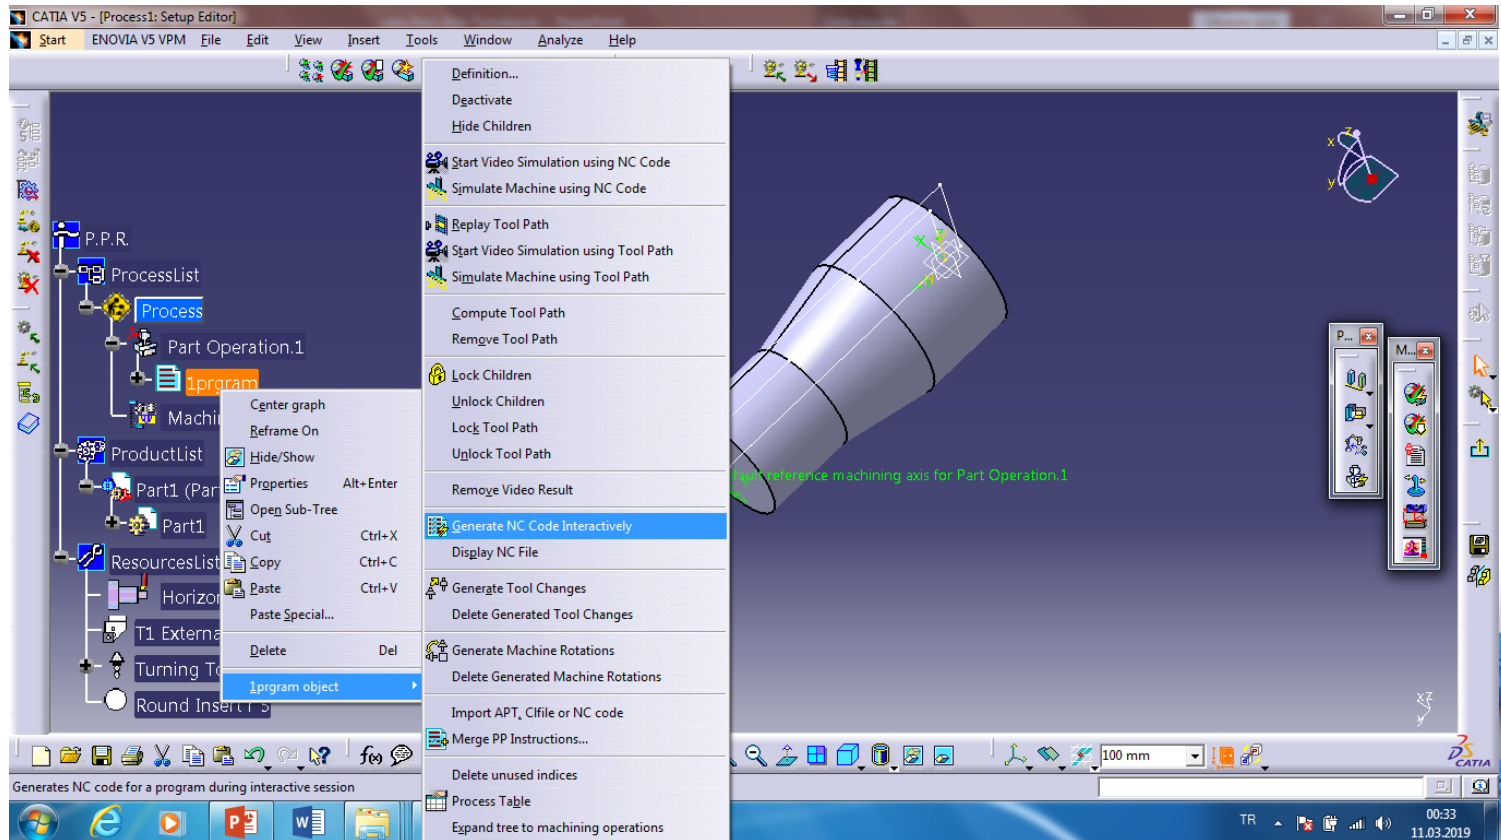 CATIA V5 - [Process1: Setup Editor]
Start ENOVIA V5 VPM File Edit View Insert Tools Window Analyze Help
P.P.R.
ProcessList
Process
Part Operation.1
1prgram
Machi
ProductList
Part1 (Par
Part1
ResourcesList
Horizon
T1 Externa
Turning To
Round Insert r 5
Center graph
Reframe On
Hide/Show
Properties Alt+Enter
Open Sub-Tree
Cut Ctrl+X
Copy Ctrl+C
Paste Ctrl+V
Paste Special...
Delete Del
1prgram object
Definition...
Deactivate
Hide Children
Start Video Simulation using NC Code
Simulate Machine using NC Code
Replay Tool Path
Start Video Simulation using Tool Path
Simulate Machine using Tool Path
Compute Tool Path
Remove Tool Path
Lock Children
Unlock Children
Lock Tool Path
Unlock Tool Path
Remove Video Result
Generate NC Code Interactively
Display NC File
Generate Tool Changes
Delete Generated Tool Changes
Generate Machine Rotations
Delete Generated Machine Rotations
Import APT, Clfile or NC code
Merge PP Instructions...
Delete unused indices
Process Table
Expand tree to machining operations
z
x
y
reference machining axis for Part Operation.1
P...
M...
xz
y
100 mm
CATIA
Generates NC code for a program during interactive session
TR
00:33
11.03.2019